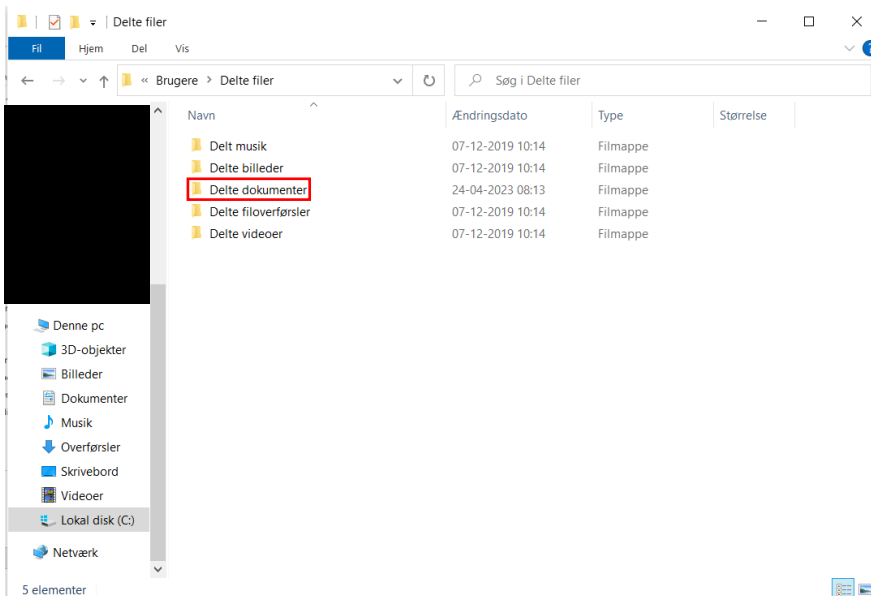 Delte filer
Fil Hjem Del Vis
« Brugere > Delte filer Søg i Delte filer
Navn Ændringsdato Type Størrelse
Delt musik 07-12-2019 10:14 Filmappe
Delte billeder 07-12-2019 10:14 Filmappe
Delte dokumenter 24-04-2023 08:13 Filmappe
Delte filoverførsler 07-12-2019 10:14 Filmappe
Delte videoer 07-12-2019 10:14 Filmappe
Denne pc
3D-objekter
Billeder
Dokumenter
Musik
Overførsler
Skrivebord
Videoer
Lokal disk (C:)
Netværk
5 elementer